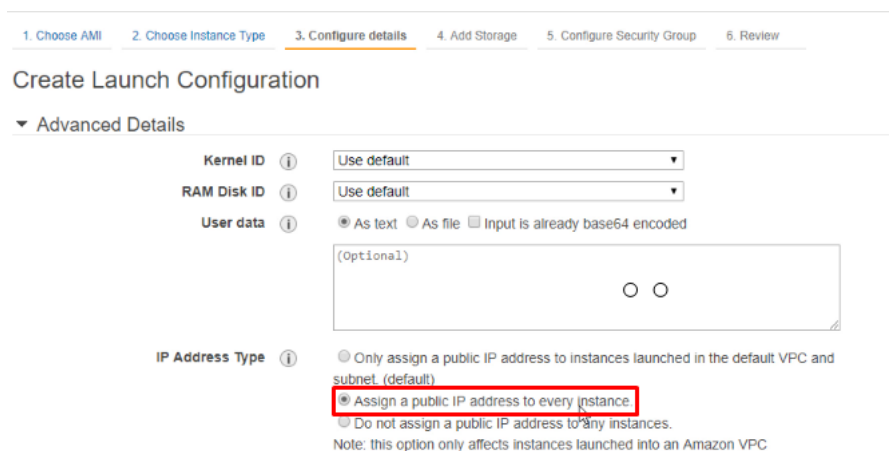 1. Choose AMI 2. Choose Instance Type 3. Configure details 4. Add Storage 5. Configure Security Group 6. Review
Create Launch Configuration
Advanced Details
Kernel ID i Use default
RAM Disk ID i Use default
User data i As text As file Input is already base64 encoded
(Optional)
IP Address Type i Only assign a public IP address to instances launched in the default VPC and
subnet. (default)
Assign a public IP address to every instance.
Do not assign a public IP address to any instances.
Note: this option only affects instances launched into an Amazon VPC